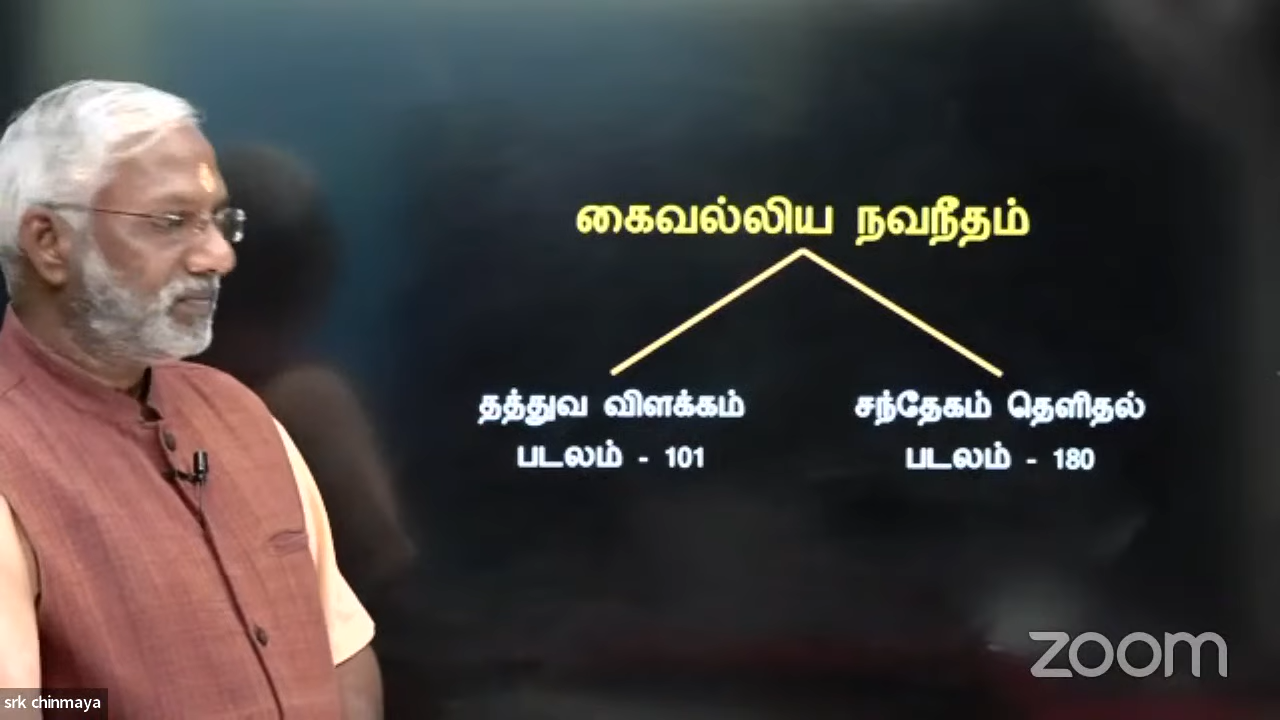 கைவல்லிய நவநீதம்
தத்துவ விளக்கம்
படலம் - 101
சந்தேகம் தெளிதல்
படலம் - 180
zoom
srk chinmaya